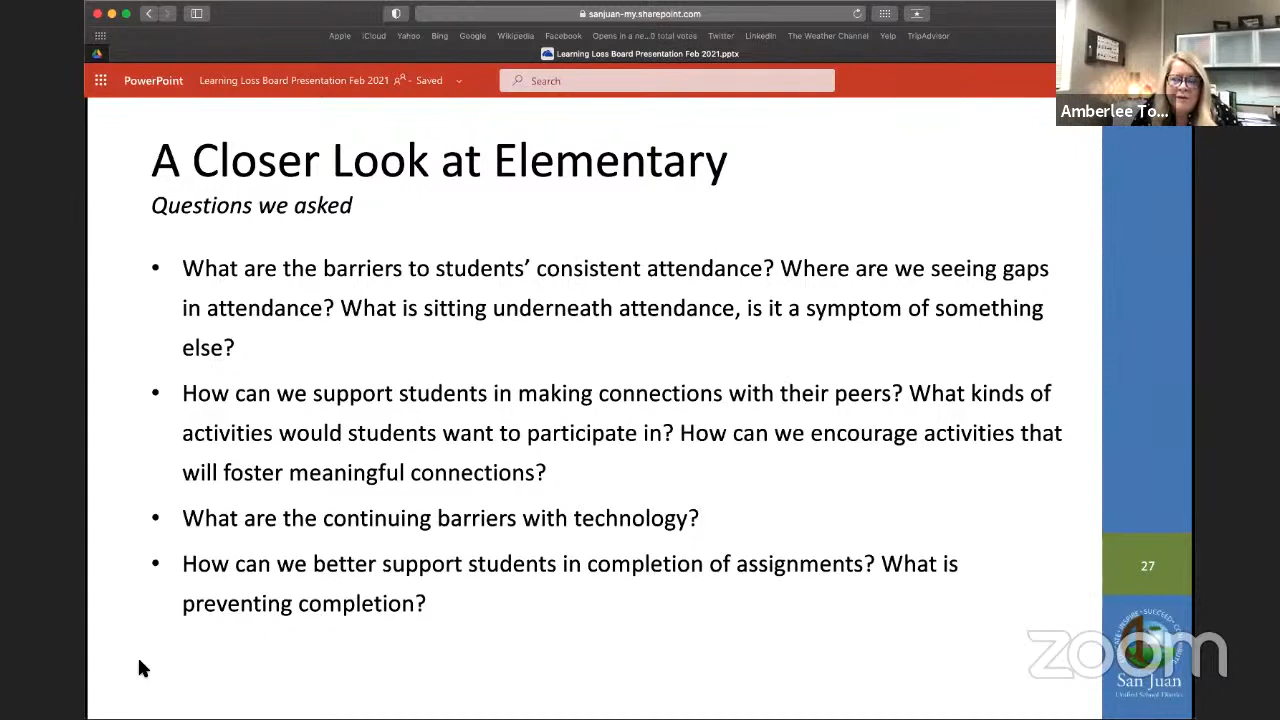 sanjuan-my.sharepoint.com
Apple iCloud Yahoo Bing Google Wikipedia Facebook Opens in a ne...0 total votes Twitter LinkedIn The Weather Channel Yelp TripAdvisor
Learning Loss Board Presentation Feb 2021.pptx
PowerPoint Learning Loss Board Presentation Feb 2021 - Saved Search
Amberlee To...
A Closer Look at Elementary
Questions we asked
• What are the barriers to students’ consistent attendance? Where are we seeing gaps
in attendance? What is sitting underneath attendance, is it a symptom of something
else?
• How can we support students in making connections with their peers? What kinds of
activities would students want to participate in? How can we encourage activities that
will foster meaningful connections?
• What are the continuing barriers with technology?
• How can we better support students in completion of assignments? What is
preventing completion?
27
zoom
San Juan
Unified School District